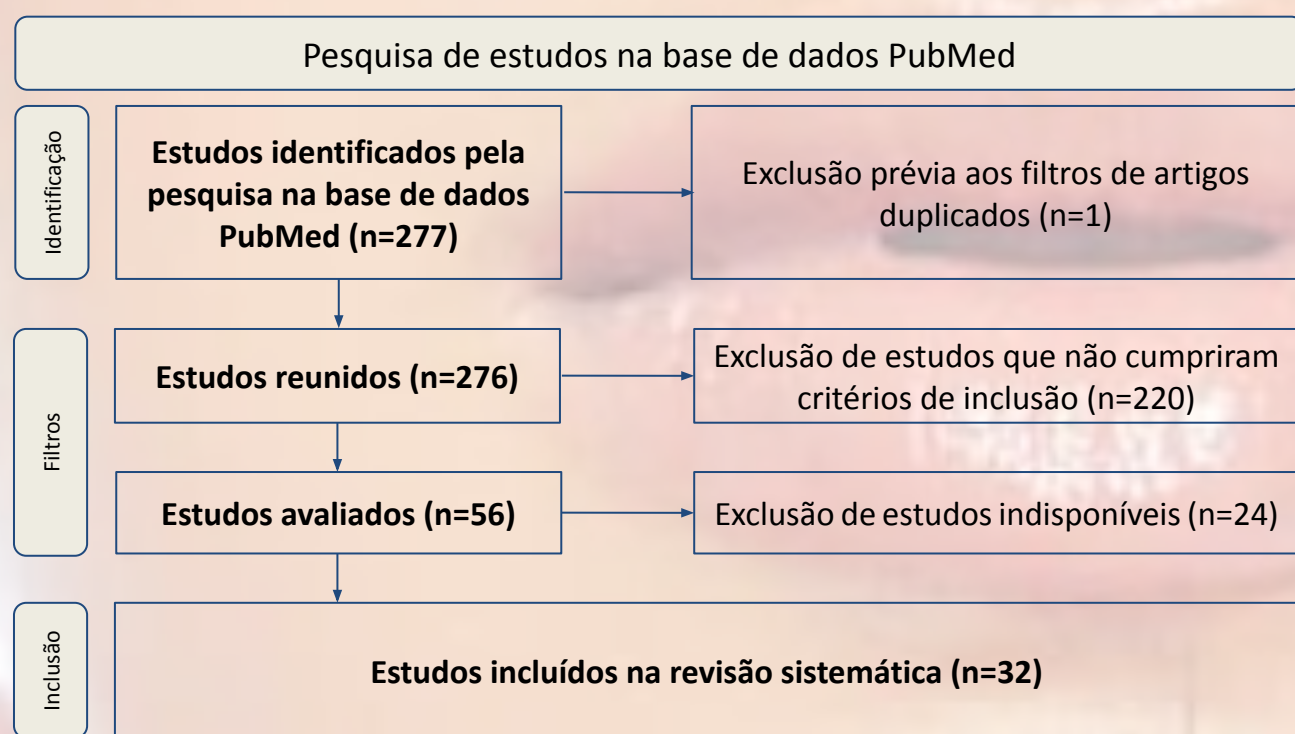 Pesquisa de estudos na base de dados PubMed
Identificação
Estudos identificados pela
pesquisa na base de dados
PubMed (n=277)
Exclusão prévia aos filtros de artigos
duplicados (n=1)
Filtros
Estudos reunidos (n=276)
Exclusão de estudos que não cumpriram
critérios de inclusão (n=220)
Estudos avaliados (n=56)
Exclusão de estudos indisponíveis (n=24)
Inclusão
Estudos incluídos na revisão sistemática (n=32)